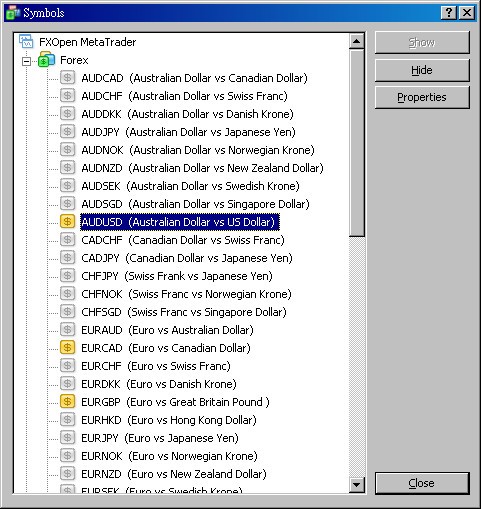 Symbols
FXOpen MetaTrader
Forex
AUDCAD (Australian Dollar vs Canadian Dollar)
AUDCHF (Australian Dollar vs Swiss Franc)
AUDDKK (Australian Dollar vs Danish Krone)
AUDJPY (Australian Dollar vs Japanese Yen)
AUDNOK (Australian Dollar vs Norwegian Krone)
AUDNZD (Australian Dollar vs New Zealand Dollar)
AUDSEK (Australian Dollar vs Swedish Krone)
AUDSGD (Australian Dollar vs Singapore Dollar)
AUDUSD (Australian Dollar vs US Dollar)
CADCHF (Canadian Dollar vs Swiss Franc)
CADJPY (Canadian Dollar vs Japanese Yen)
CHFJPY (Swiss Frank vs Japanese Yen)
CHFNOK (Swiss Franc vs Norwegian Krone)
CHFSGD (Swiss Franc vs Singapore Dollar)
EURAUD (Euro vs Australian Dollar)
EURCAD (Euro vs Canadian Dollar)
EURCHF (Euro vs Swiss Franc)
EURDKK (Euro vs Danish Krone)
EURGBP (Euro vs Great Britain Pound )
EURHKD (Euro vs Hong Kong Dollar)
EURJPY (Euro vs Japanese Yen)
EURNOK (Euro vs Norwegian Krone)
EURNZD (Euro vs New Zealand Dollar)
EURSEK (Euro vs Swedish Krone)
Show
Hide
Properties
Close